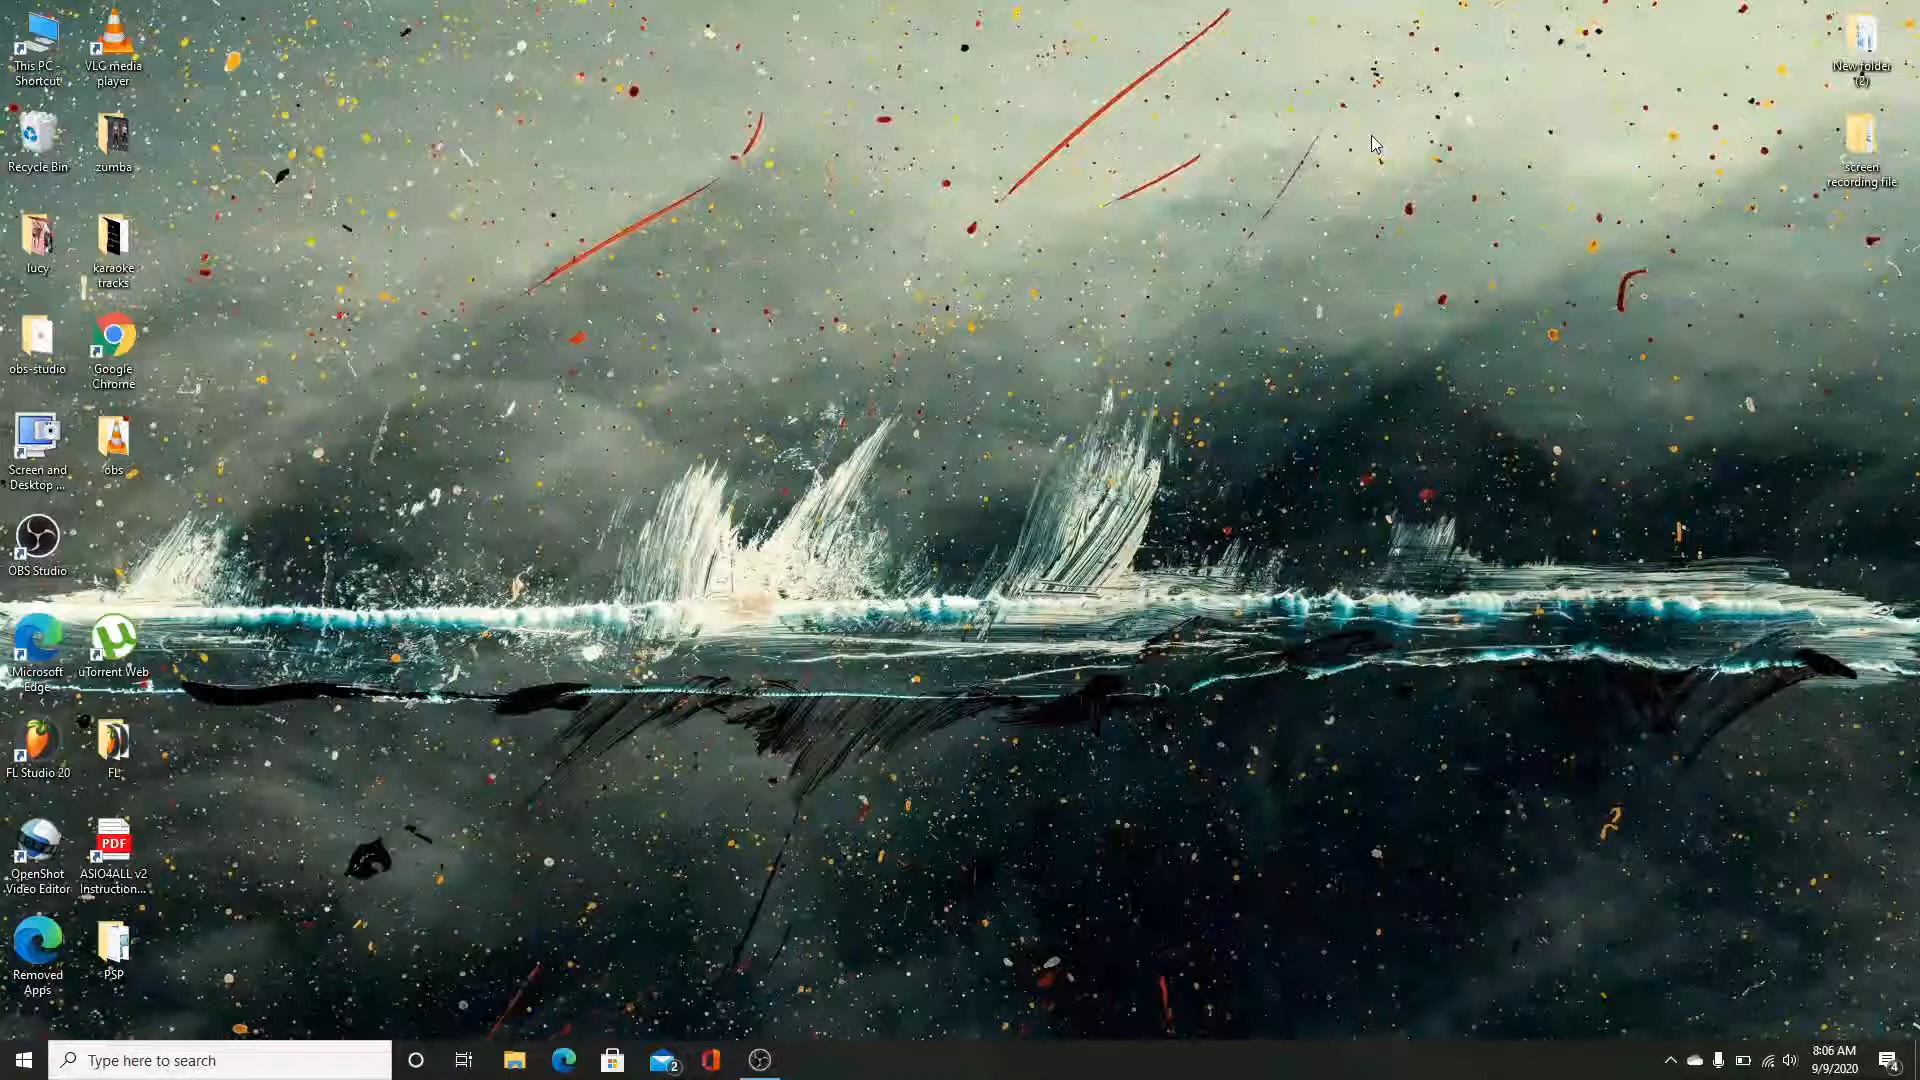 This PC -
Shortcut
VLC media
player
Recycle Bin
zumba
lucy
karaoke
tracks
obs-studio
Google
Chrome
Screen and
Desktop ...
obs
OBS Studio
Microsoft
Edge
uTorrent Web
FL Studio 20
FL
OpenShot
Video Editor
PDF
ASIO4ALL v2
Instruction...
Removed
Apps
PSP
New folder
(2)
screen
recording file
Type here to search
2
8:06 AM
9/9/2020
4